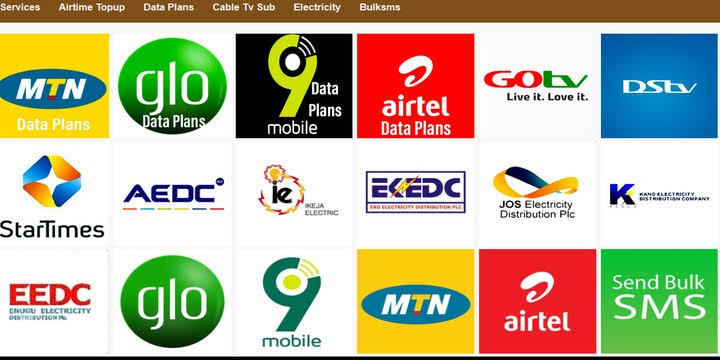 Services Airtime Topup Data Plans Cable Tv Sub Electricity Bulksms
MTN
Data Plans
glo
Data Plans
9
Data
Plans
mobile
airtel
Data Plans
GOtv
Live it. Love it.
DStv
StarTimes
AEDC
ie
IKEJA
ELECTRIC
EKEDC
EKO ELECTRICITY DISTRIBUTION PLC
JOS Electricity
Distribution Plc
K
KANO ELECTRICITY
DISTRIBUTION COMPANY
EEDC
ENUGU ELECTRICITY
DISTRIBUTION Plc
glo
9
mobile
MTN
airtel
Send Bulk
SMS